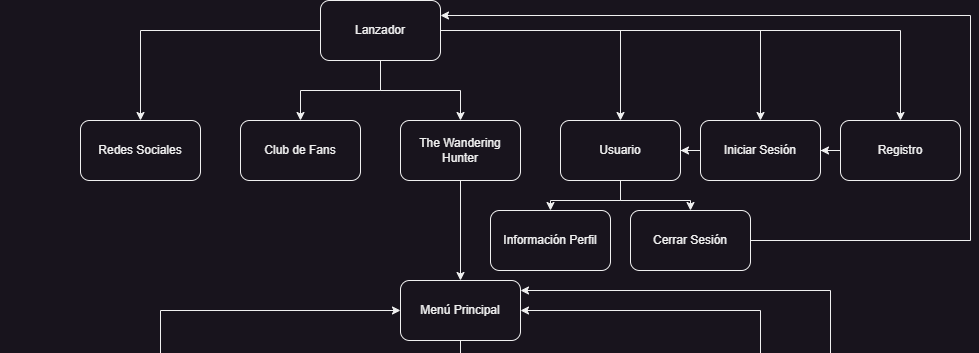 Lanzador
Redes Sociales
Club de Fans
The Wandering
Hunter
Usuario
Iniciar Sesión
Registro
Información Perfil
Cerrar Sesión
Menú Principal